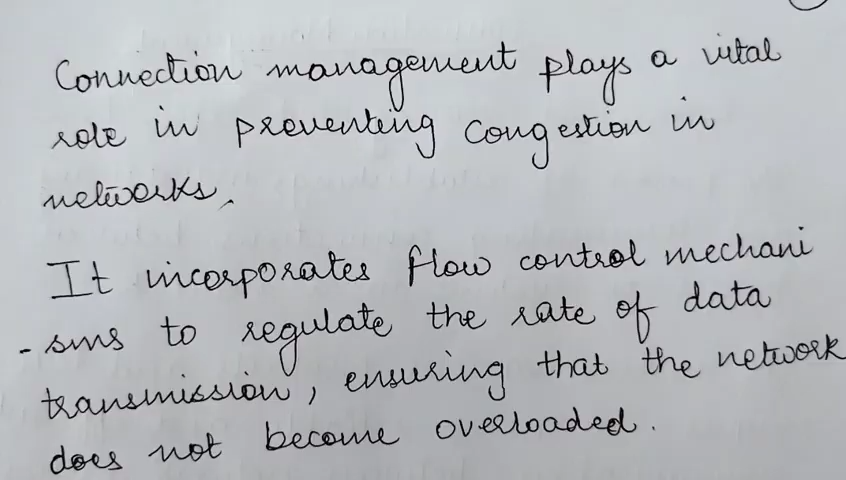 Connection management plays a vital
role in preventing congestion in
networks.
It incorporates flow control mechani
- sms to regulate the rate of data
transmission, ensuring that the network
does not become overloaded.